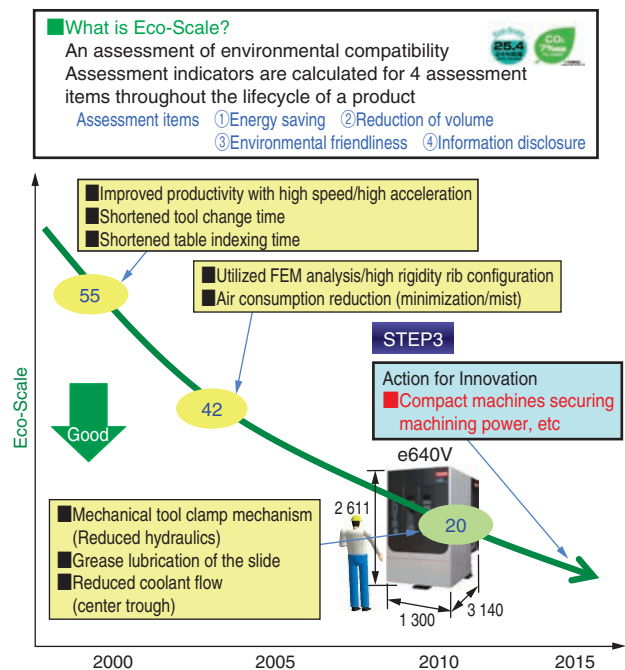 ■What is Eco-Scale?
An assessment of environmental compatibility
Assessment indicators are calculated for 4 assessment
items throughout the lifecycle of a product
Assessment items ①Energy saving ②Reduction of volume
③Environmental friendliness ④Information disclosure
Eco-Scale
25.4
CO₂
■Improved productivity with high speed/high acceleration
■Shortened tool change time
■Shortened table indexing time
55
■Utilized FEM analysis/high rigidity rib configuration
■Air consumption reduction (minimization/mist)
STEP3
42
Action for Innovation
■Compact machines securing
machining power, etc
Eco-Scale
Good
e640V
2 611
20
■Mechanical tool clamp mechanism
(Reduced hydraulics)
■Grease lubrication of the slide
■Reduced coolant flow
(center trough)
1 300
3 140
2000 2005 2010 2015